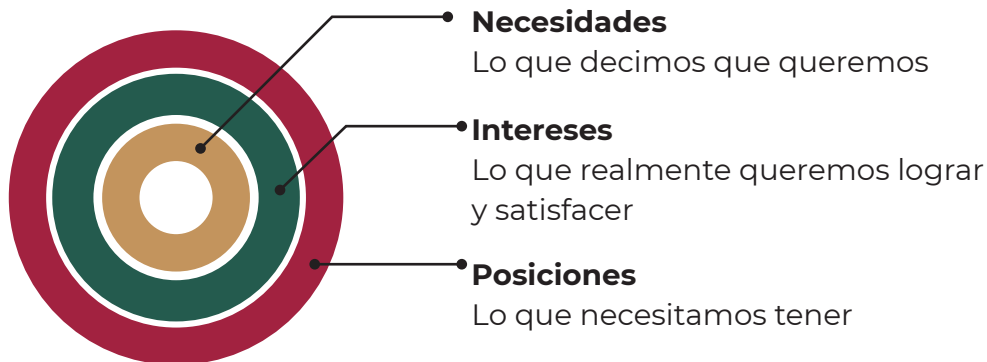 Necesidades
Lo que decimos que queremos
Intereses
Lo que realmente queremos lograr
y satisfacer
Posiciones
Lo que necesitamos tener